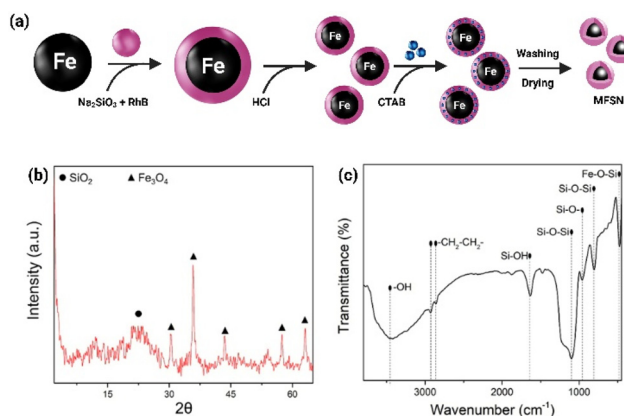 (a)
Fe
Na₂SiO₃ + RhB
Fe
HCl
Fe
Fe
Fe
CTAB
Fe
Fe
Fe
Washing
Drying
MFSN
(b)
● SiO₂ ▲ Fe₃O₄
Intensity (a.u.)
15 30 45 60
2θ
(c)
Fe-O-Si
Si-O-Si
Si-O-
Si-O-Si
-CH₂-CH₂-
Si-OH
-OH
Transmittance (%)
3000 2000 1000
Wavenumber (cm⁻¹)